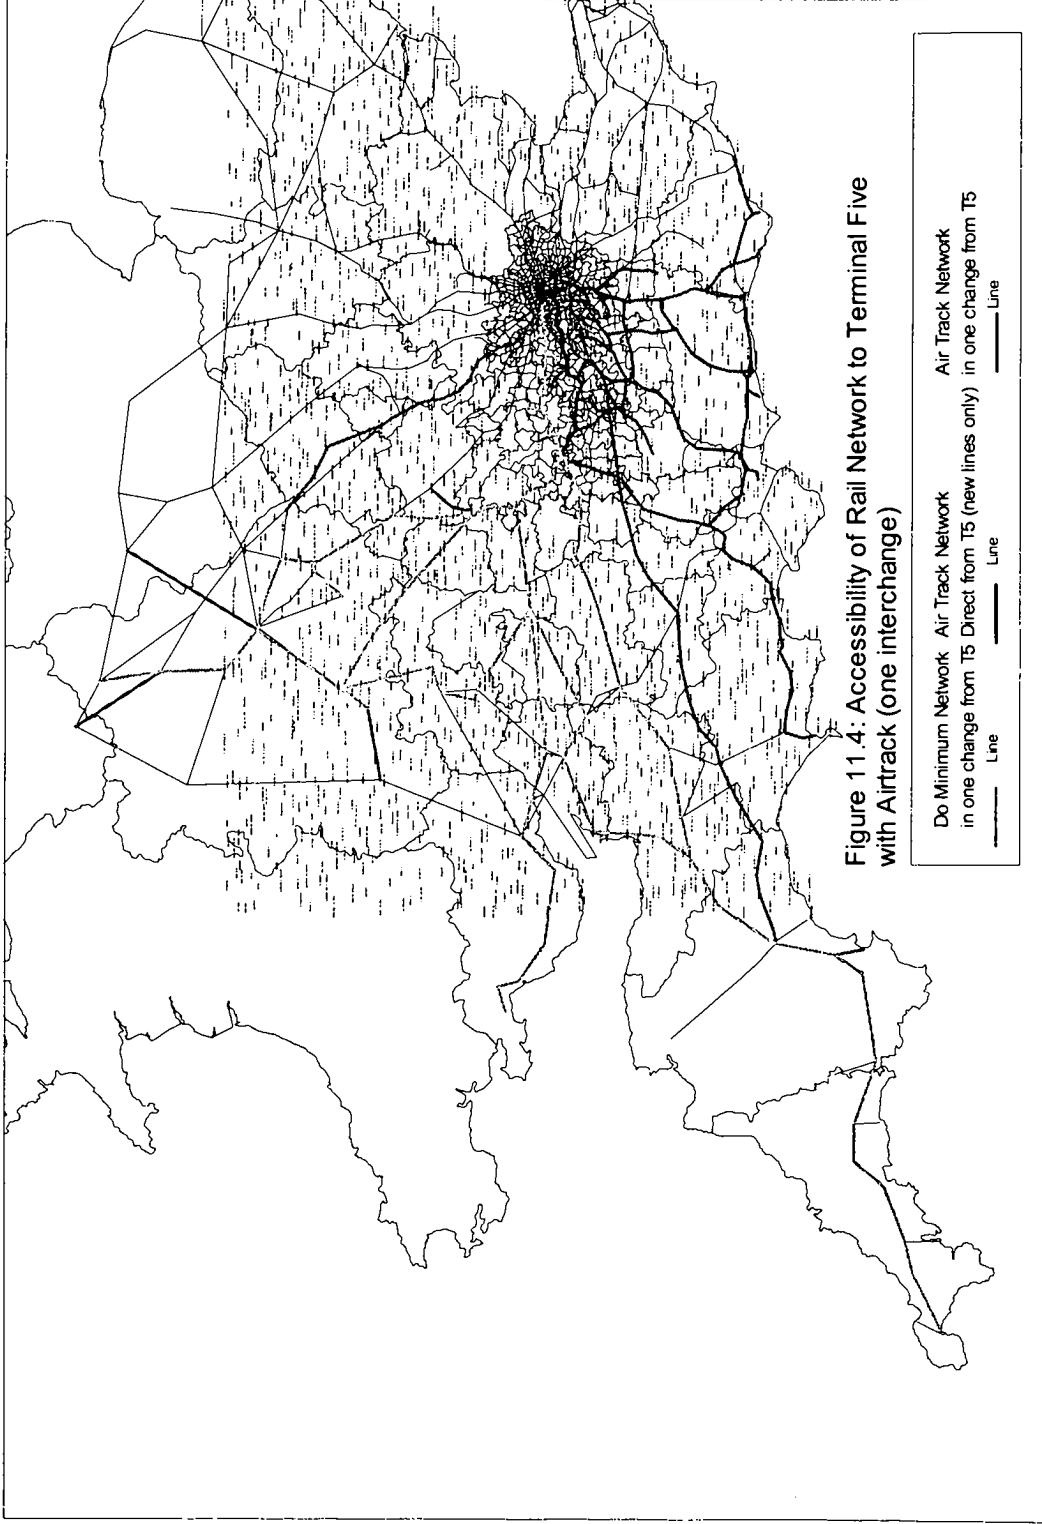 Figure 11.4: Accessibility of Rail Network to Terminal Five
with Airtrack (one interchange)
Do Minimum Network Air Track Network Air Track Network
in one change from T5 Direct from T5 (new lines only) in one change from T5
Line Line Line